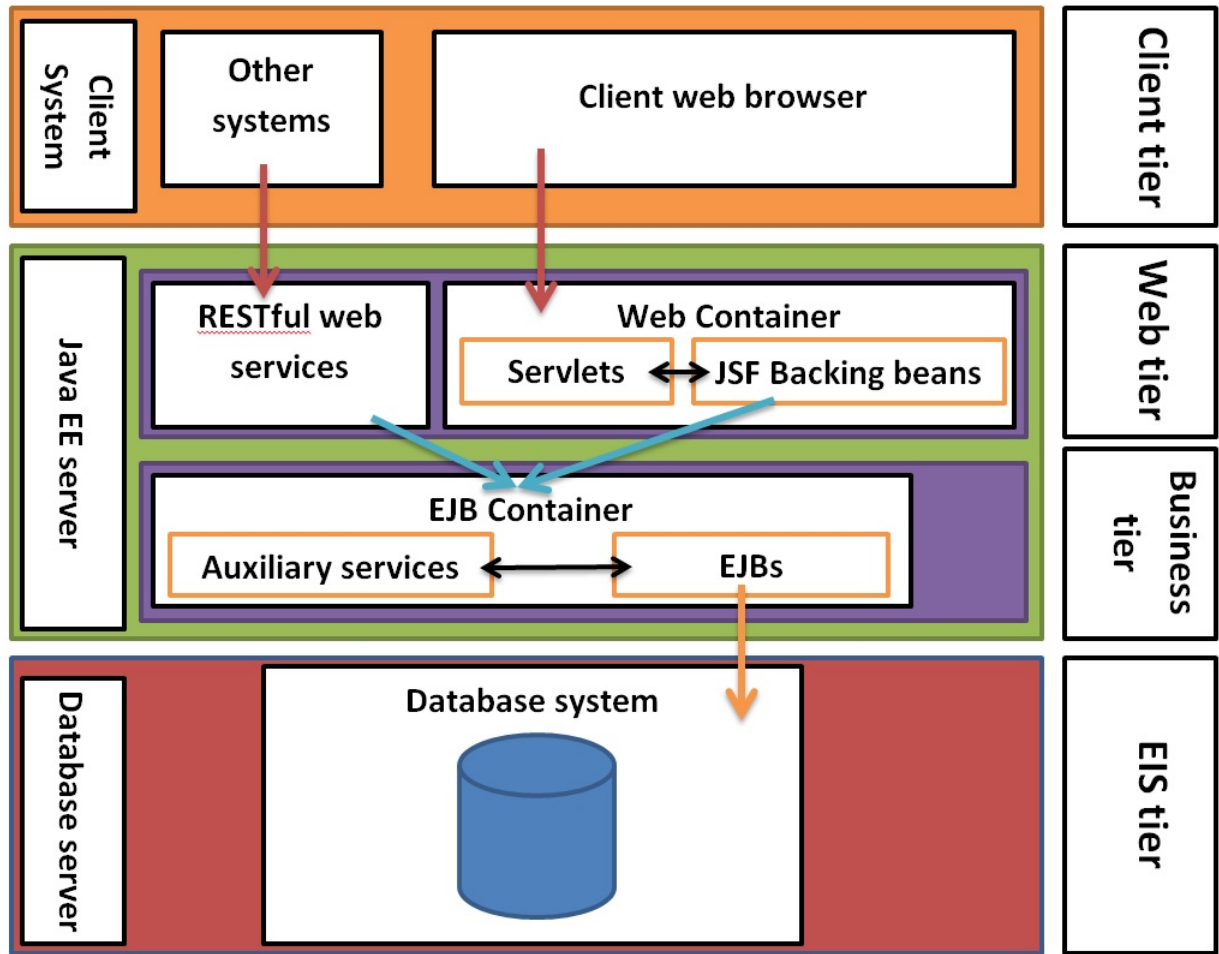 Client
System
Other
systems
Client web browser
Client tier
Java EE server
RESTful web
services
Web Container
Servlets
JSF Backing beans
Web tier
EJB Container
Auxiliary services
EJBs
Business
tier
Database server
Database system
EIS tier